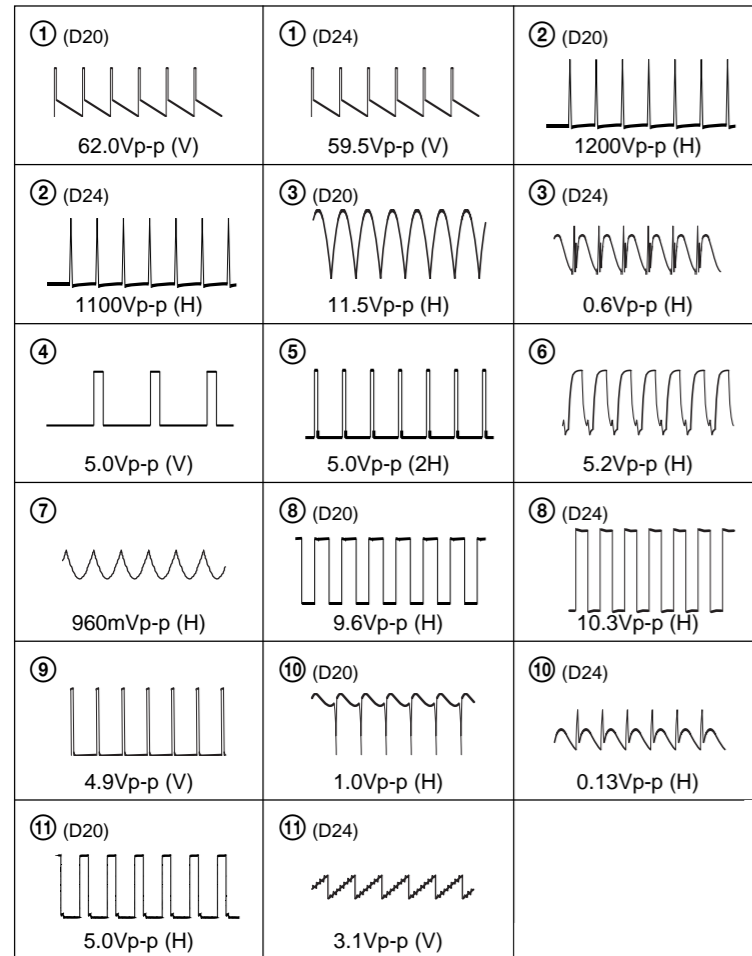 ① (D20)
62.0Vp-p (V)
① (D24)
59.5Vp-p (V)
② (D20)
1200Vp-p (H)
② (D24)
1100Vp-p (H)
③ (D20)
11.5Vp-p (H)
③ (D24)
0.6Vp-p (H)
④
5.0Vp-p (V)
⑤
5.0Vp-p (2H)
⑥
5.2Vp-p (H)
⑦
960mVp-p (H)
⑧ (D20)
9.6Vp-p (H)
⑧ (D24)
10.3Vp-p (H)
⑨
4.9Vp-p (V)
⑩ (D20)
1.0Vp-p (H)
⑩ (D24)
0.13Vp-p (H)
⑪ (D20)
5.0Vp-p (H)
⑪ (D24)
3.1Vp-p (V)